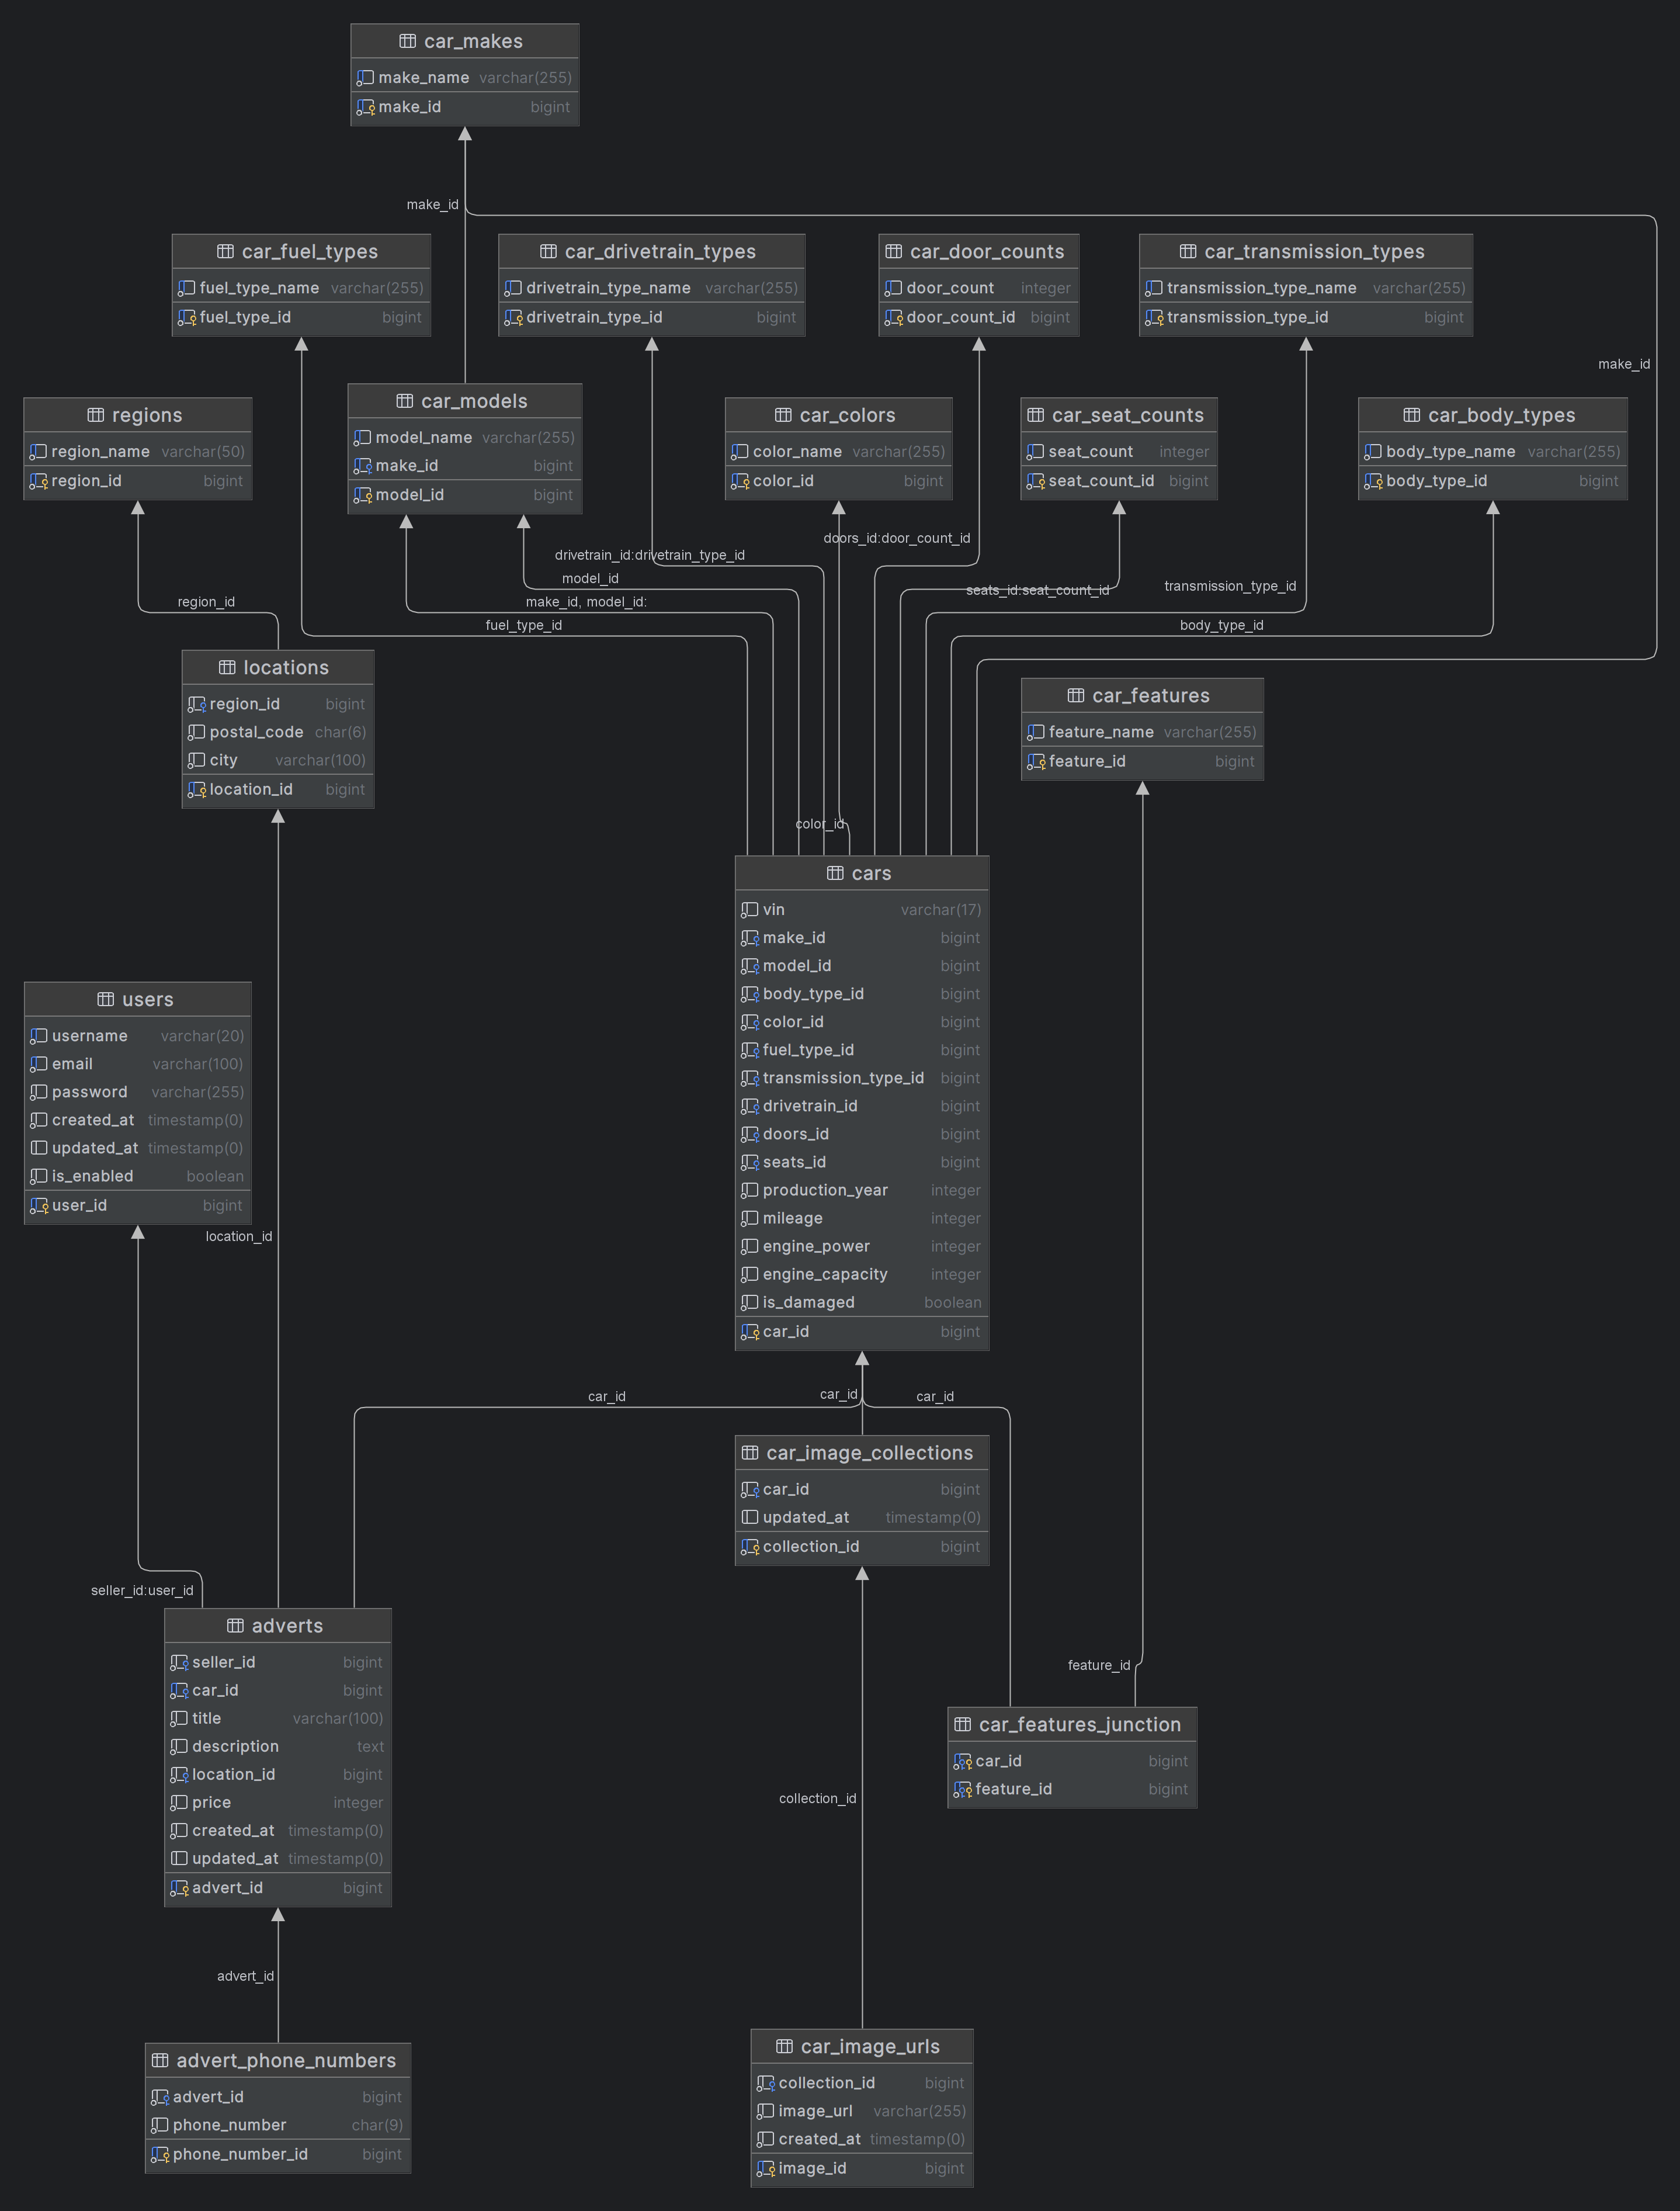 car_makes
make_name varchar(255)
make_id bigint
make_id
car_fuel_types
fuel_type_name varchar(255)
fuel_type_id bigint
car_drivetrain_types
drivetrain_type_name varchar(255)
drivetrain_type_id bigint
car_door_counts
door_count integer
door_count_id bigint
car_transmission_types
transmission_type_name varchar(255)
transmission_type_id bigint
make_id
regions
region_name varchar(50)
region_id bigint
car_models
model_name varchar(255)
make_id bigint
model_id bigint
car_colors
color_name varchar(255)
color_id bigint
car_seat_counts
seat_count integer
seat_count_id bigint
car_body_types
body_type_name varchar(255)
body_type_id bigint
doors_id:door_count_id
drivetrain_id:drivetrain_type_id
model_id
seats_id:seat_count_id
transmission_type_id
region_id
make_id, model_id:
fuel_type_id
body_type_id
locations
region_id bigint
postal_code char(6)
city varchar(100)
location_id bigint
car_features
feature_name varchar(255)
feature_id bigint
color_id
cars
vin varchar(17)
make_id bigint
model_id bigint
body_type_id bigint
color_id bigint
fuel_type_id bigint
transmission_type_id bigint
drivetrain_id bigint
doors_id bigint
seats_id bigint
production_year integer
mileage integer
engine_power integer
engine_capacity integer
is_damaged boolean
car_id bigint
users
username varchar(20)
email varchar(100)
password varchar(255)
created_at timestamp(0)
updated_at timestamp(0)
is_enabled boolean
user_id bigint
location_id
car_id
car_id
car_id
car_image_collections
car_id bigint
updated_at timestamp(0)
collection_id bigint
seller_id:user_id
adverts
seller_id bigint
car_id bigint
title varchar(100)
description text
location_id bigint
price integer
created_at timestamp(0)
updated_at timestamp(0)
advert_id bigint
feature_id
car_features_junction
car_id bigint
feature_id bigint
collection_id
advert_id
advert_phone_numbers
advert_id bigint
phone_number char(9)
phone_number_id bigint
car_image_urls
collection_id bigint
image_url varchar(255)
created_at timestamp(0)
image_id bigint